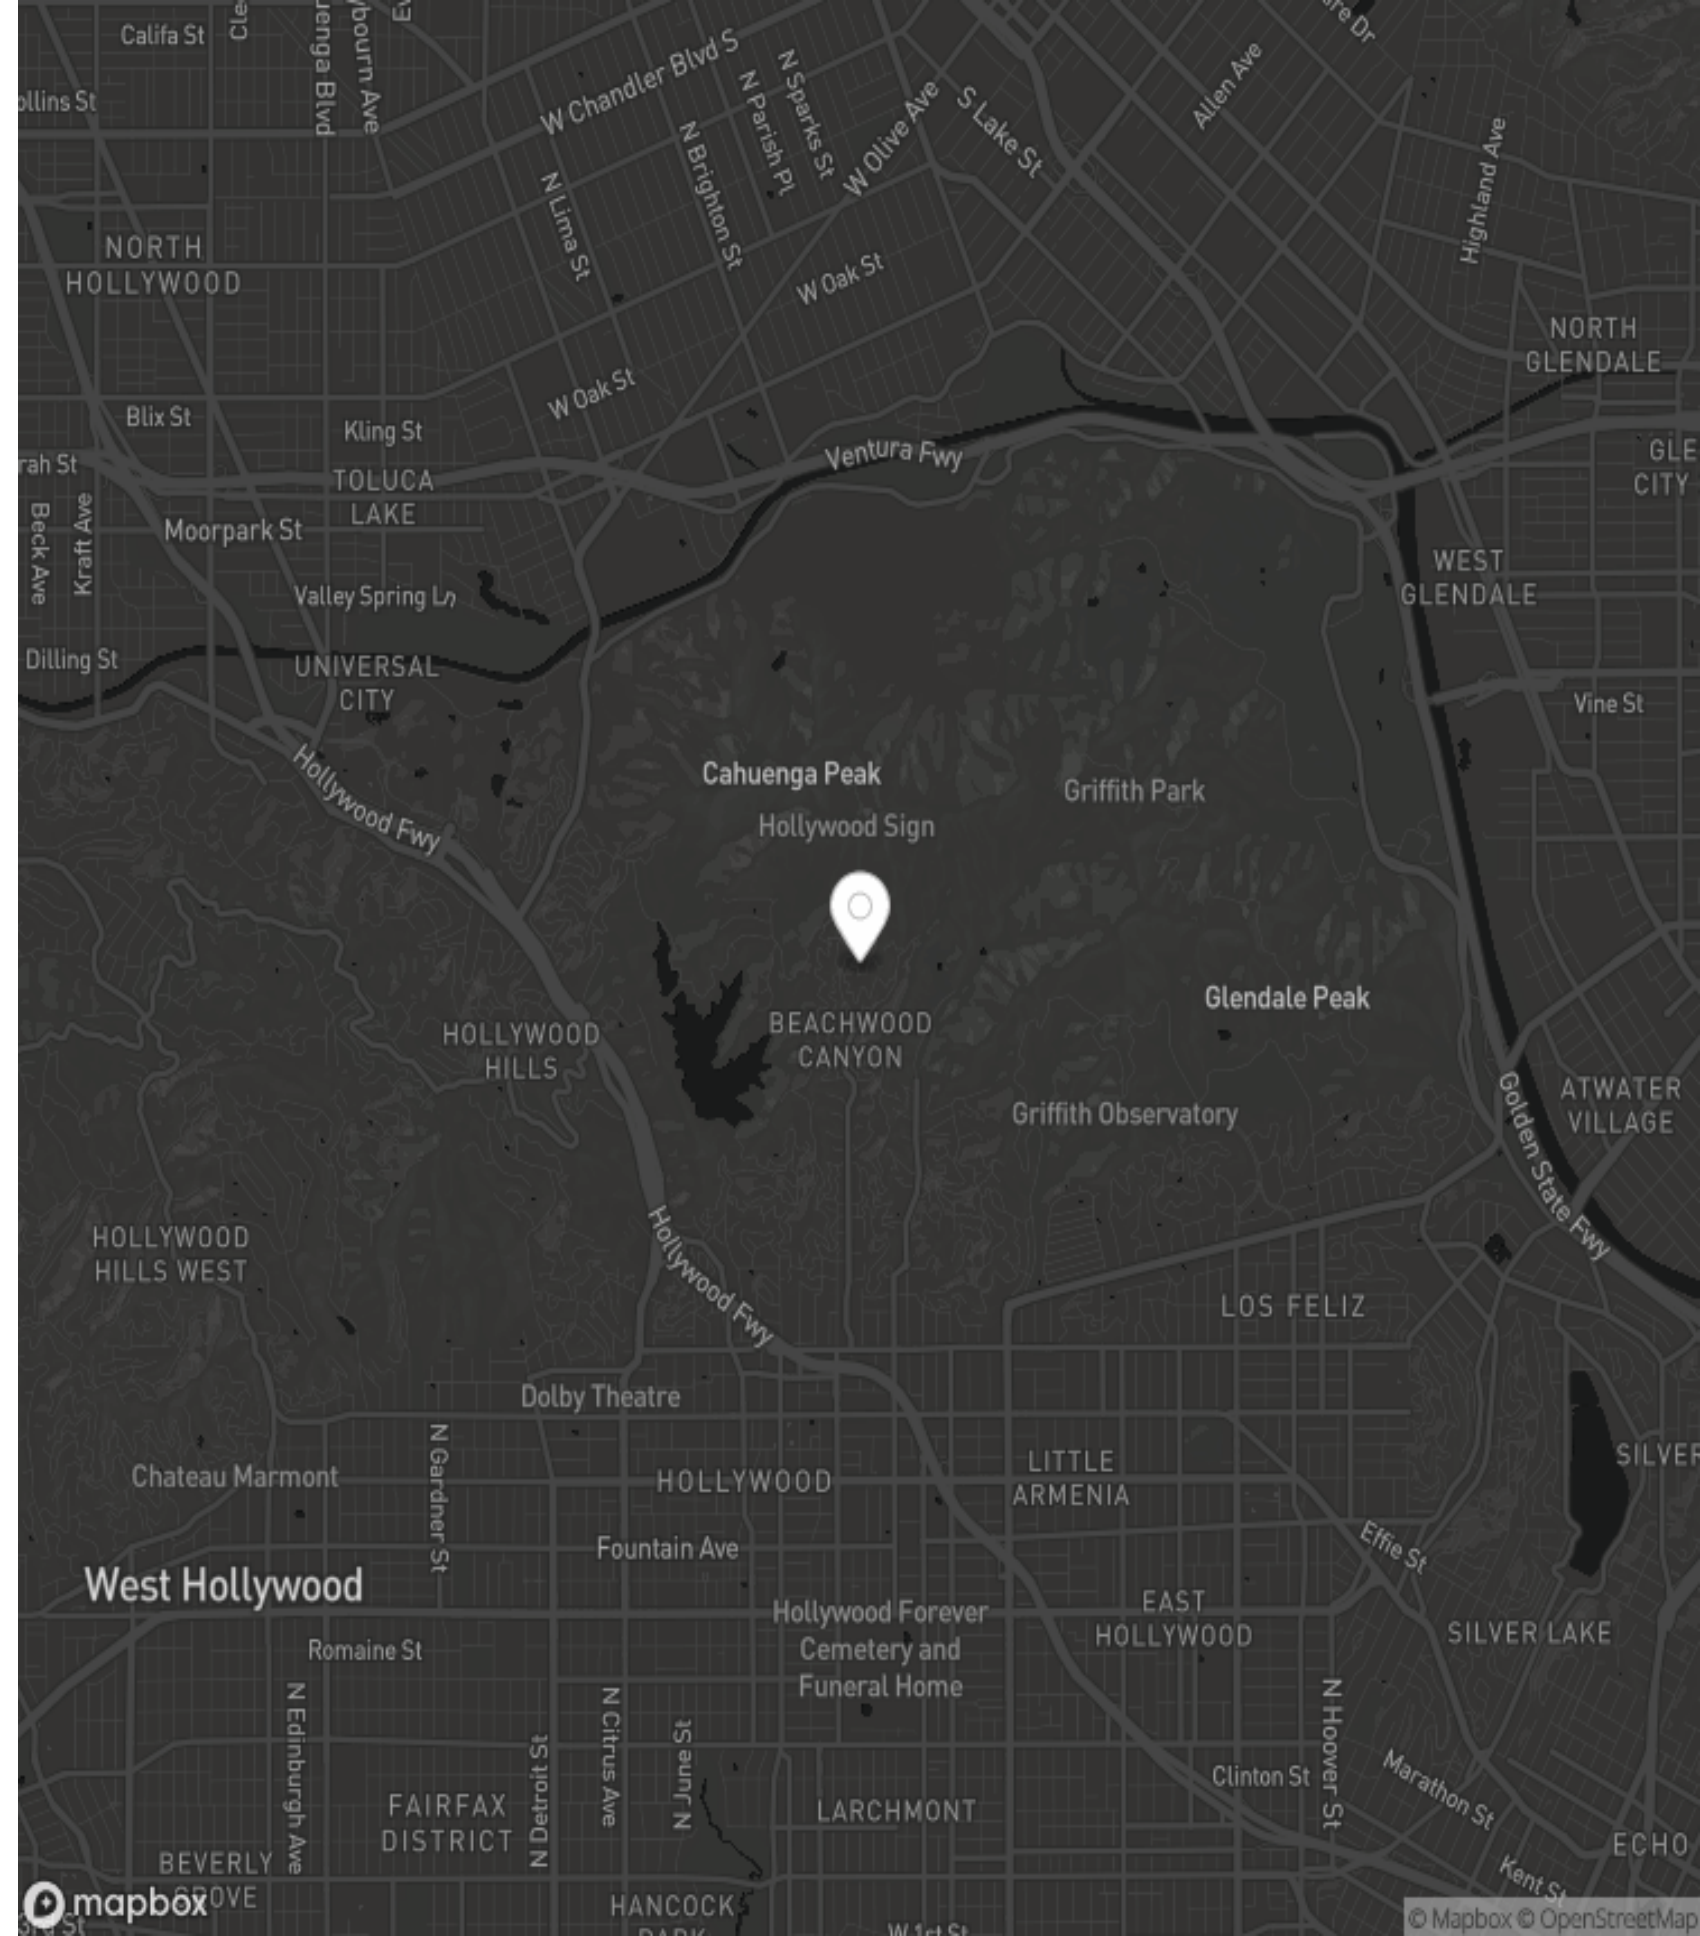 Califa St
W Chandler Blvd S
N Sparks St
N Parish Pl
W Olive Ave
S Lake St
Allen Ave
N Brighton St
N Lima St
Highland Ave
NORTH
HOLLYWOOD
W Oak St
NORTH
GLENDALE
W Oak St
Blix St
Kling St
Ventura Fwy
TOLUCA
LAKE
GLE
CITY
Beck Ave
Kraft Ave
Moorpark St
WEST
GLENDALE
Valley Spring Ln
Dilling St
UNIVERSAL
CITY
Vine St
Hollywood Fwy
Cahuenga Peak
Griffith Park
Hollywood Sign
Glendale Peak
BEACHWOOD
CANYON
HOLLYWOOD
HILLS
Griffith Observatory
ATWATER
VILLAGE
Golden State Fwy
HOLLYWOOD
HILLS WEST
Hollywood Fwy
LOS FELIZ
Dolby Theatre
N Gardner St
Chateau Marmont
HOLLYWOOD
LITTLE
ARMENIA
SILVER
Fountain Ave
Effie St
West Hollywood
Hollywood Forever
Cemetery and
Funeral Home
EAST
HOLLYWOOD
SILVER LAKE
Romaine St
N Edinburgh Ave
N Detroit St
N Citrus Ave
N June St
N Hoover St
Clinton St
Marathon St
FAIRFAX
DISTRICT
LARCHMONT
ECHO
BEVERLY
GROVE
Kent St
HANCOCK
PARK
W 1st St
mapbox
© Mapbox © OpenStreetMap